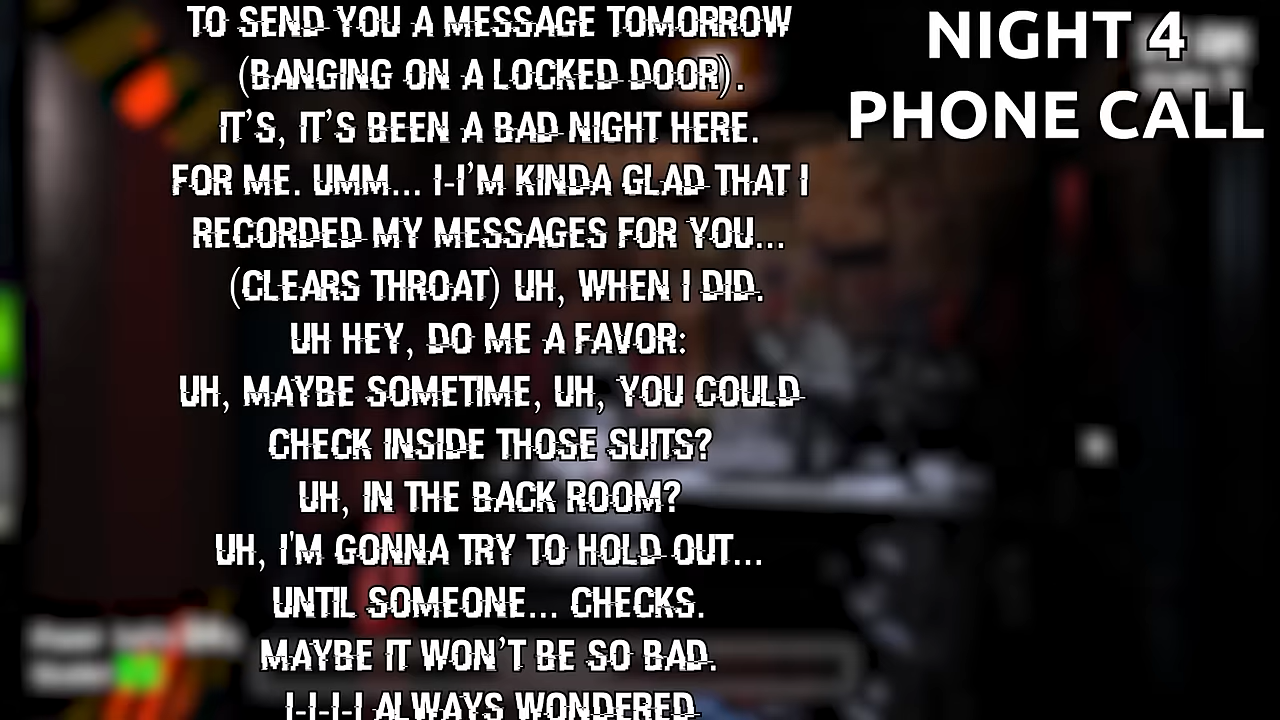 TO SEND YOU A MESSAGE TOMORROW
(BANGING ON A LOCKED DOOR).
IT'S, IT'S BEEN A BAD NIGHT HERE.
FOR ME. UMM... I-I'M KINDA GLAD THAT I
RECORDED MY MESSAGES FOR YOU...
(CLEARS THROAT) UH, WHEN I DID.
UH HEY, DO ME A FAVOR:
UH, MAYBE SOMETIME, UH, YOU COULD
CHECK INSIDE THOSE SUITS?
UH, IN THE BACK ROOM?
UH, I'M GONNA TRY TO HOLD OUT...
UNTIL SOMEONE... CHECKS.
MAYBE IT WON'T BE SO BAD.
I-I-I-I ALWAYS WONDERED
NIGHT 4
PHONE CALL